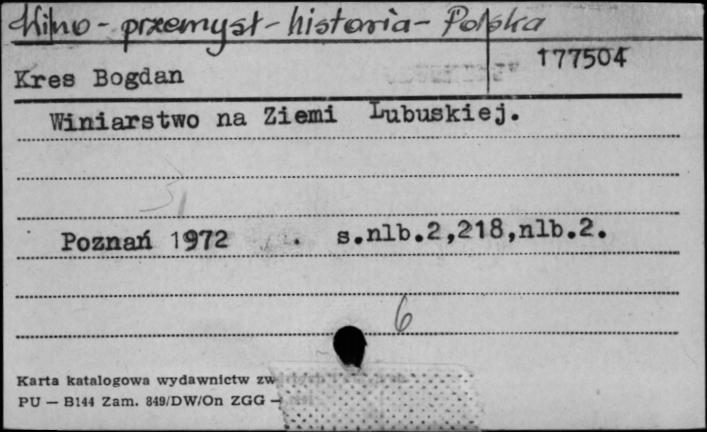 Wino - przemysł - historia - Polska
177504
Kres Bogdan
Winiarstwo na Ziemi Lubuskiej.
Poznań 1972 . s.nlb.2,218,nlb.2.
6
Karta katalogowa wydawnictw
PU — B144 Zam. 849/DW/On ZGG —